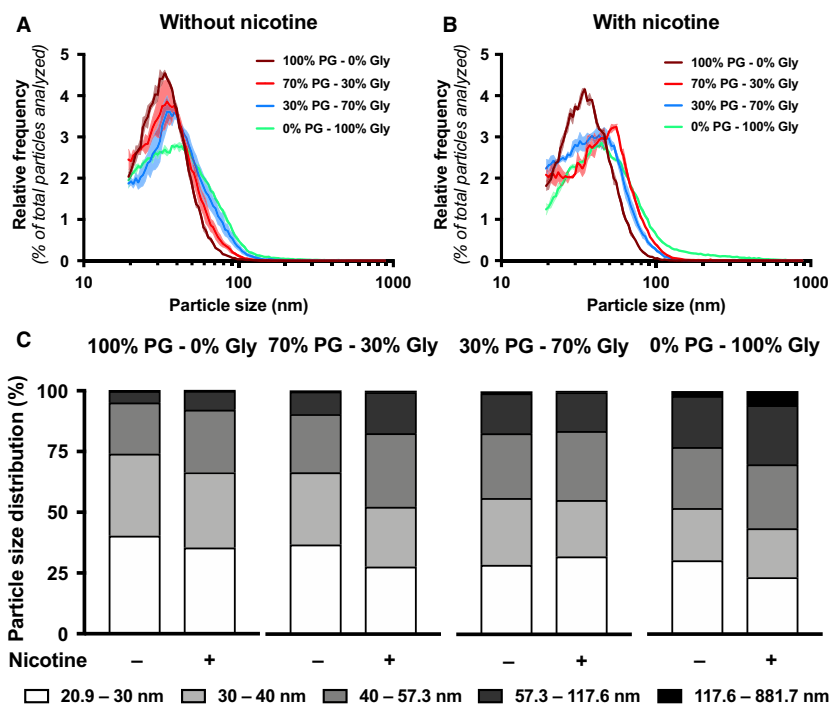 A
Without nicotine
Relative frequency
(% of total particles analyzed)
5
4
3
2
1
0
100% PG - 0% Gly
70% PG - 30% Gly
30% PG - 70% Gly
0% PG - 100% Gly
10
100
1000
Particle size (nm)
B
With nicotine
Relative frequency
(% of total particles analyzed)
5
4
3
2
1
0
100% PG - 0% Gly
70% PG - 30% Gly
30% PG - 70% Gly
0% PG - 100% Gly
10
100
1000
Particle size (nm)
C
100% PG - 0% Gly
70% PG - 30% Gly
30% PG - 70% Gly
0% PG - 100% Gly
Particle size distribution (%)
100
75
50
25
0
Nicotine – + – + – + – +
20.9 – 30 nm
30 – 40 nm
40 – 57.3 nm
57.3 – 117.6 nm
117.6 – 881.7 nm